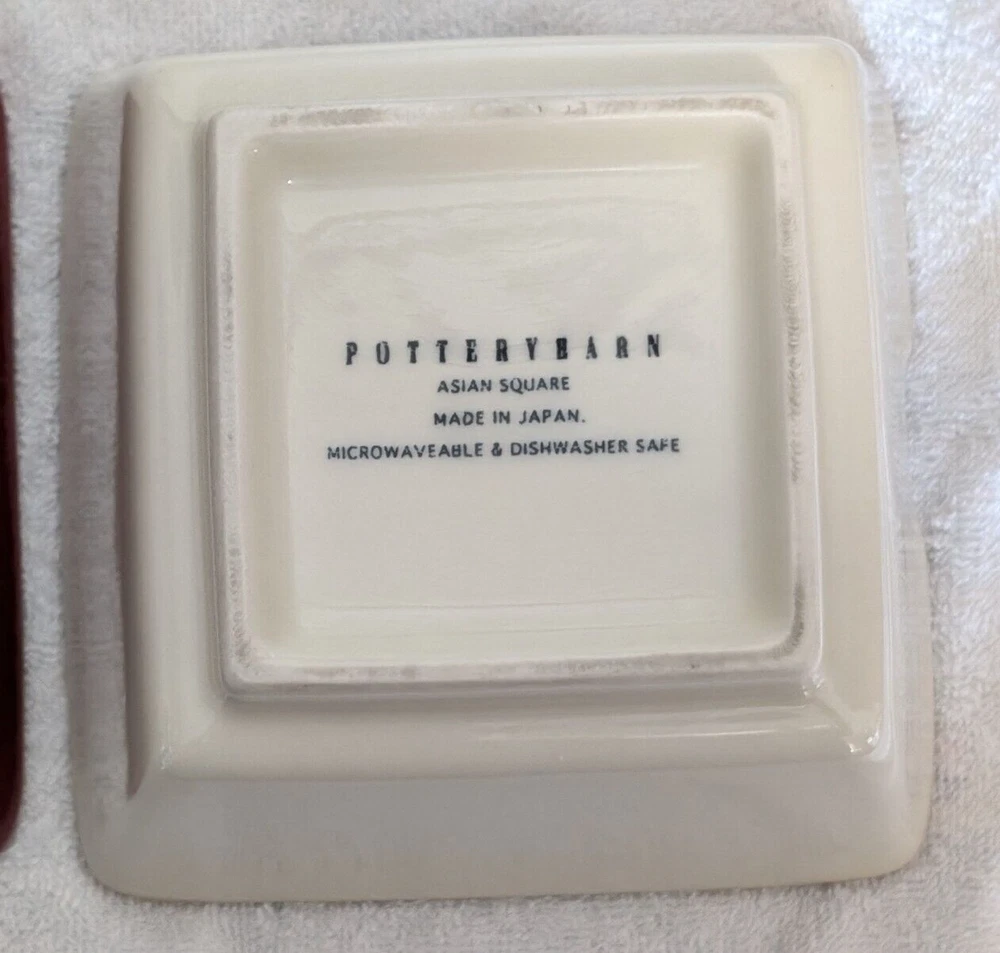 POTTERYBARN
ASIAN SQUARE
MADE IN JAPAN.
MICROWAVEABLE & DISHWASHER SAFE